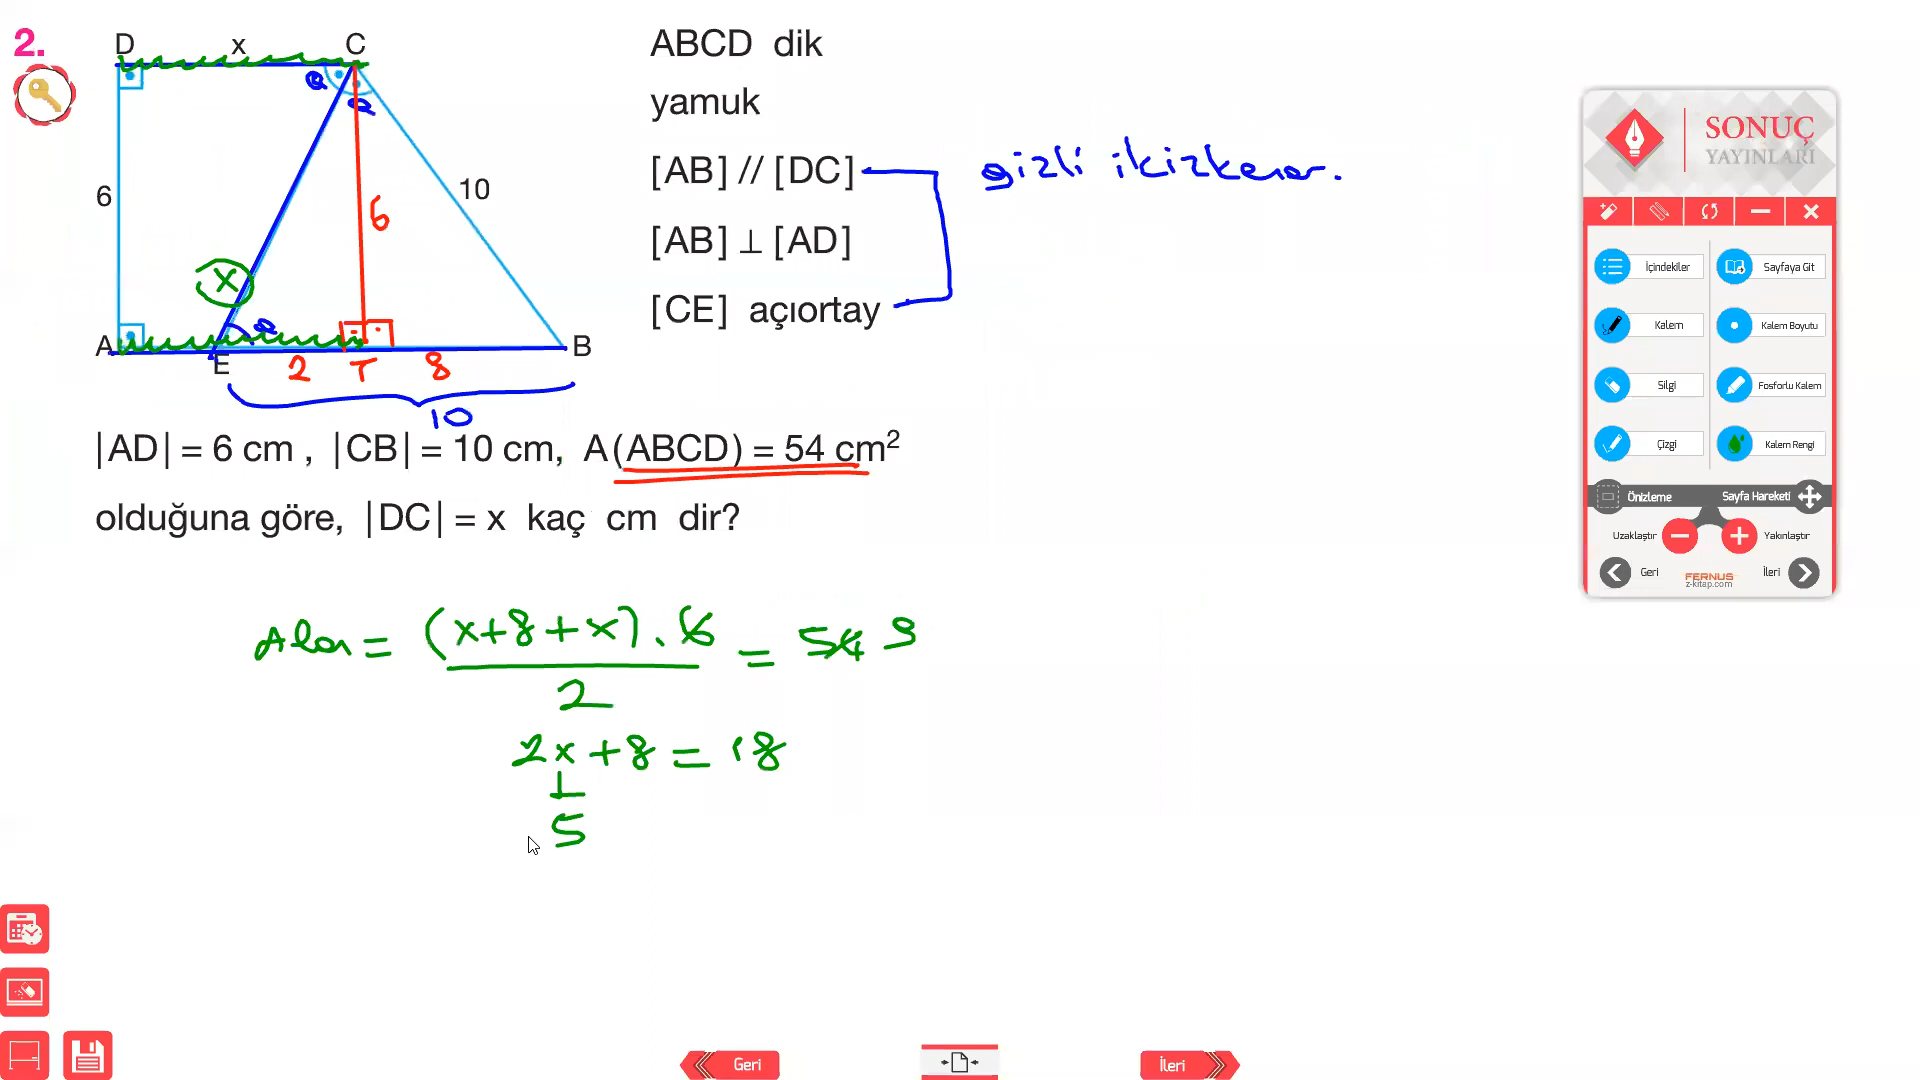 2.
D x C
ABCD dik
yamuk
[AB] // [DC]
gizli ikizkenar.
[AB] ⊥ [AD]
[CE] açıortay
6
10
6
x
A E 2 T 8 B
10
|AD| = 6 cm , |CB| = 10 cm, A(ABCD) = 54 cm²
olduğuna göre, |DC| = x kaç cm dir?
Alan = (x+8+x) . 6 = 54 9
2
2x + 8 = 18
5
SONUÇ
YAYINLARI
İçindekiler
Sayfaya Git
Kalem
Kalem Boyutu
Silgi
Fosforlu Kalem
Çizgi
Kalem Rengi
Önizleme
Sayfa Hareketi
Uzaklaştır
Yakınlaştır
Geri
FERNUS
z-kitap.com
İleri
Geri
İleri